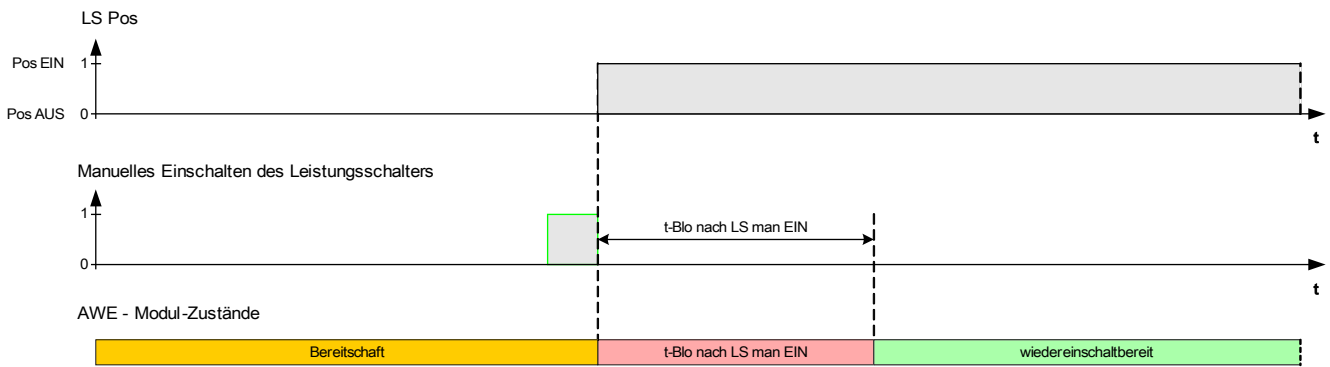 LS Pos
Pos EIN 1
Pos AUS 0
t
Manuelles Einschalten des Leistungsschalters
1
t-Blo nach LS man EIN
0
t
AWE - Modul-Zustände
Bereitschaft t-Blo nach LS man EIN wiedereinschaltbereit